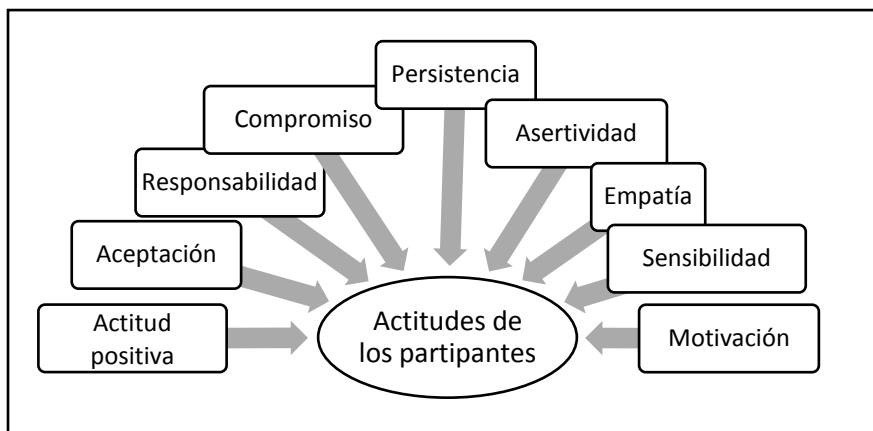 Persistencia
Compromiso
Asertividad
Responsabilidad
Empatía
Aceptación
Sensibilidad
Actitud
positiva
Actitudes de
los partipantes
Motivación